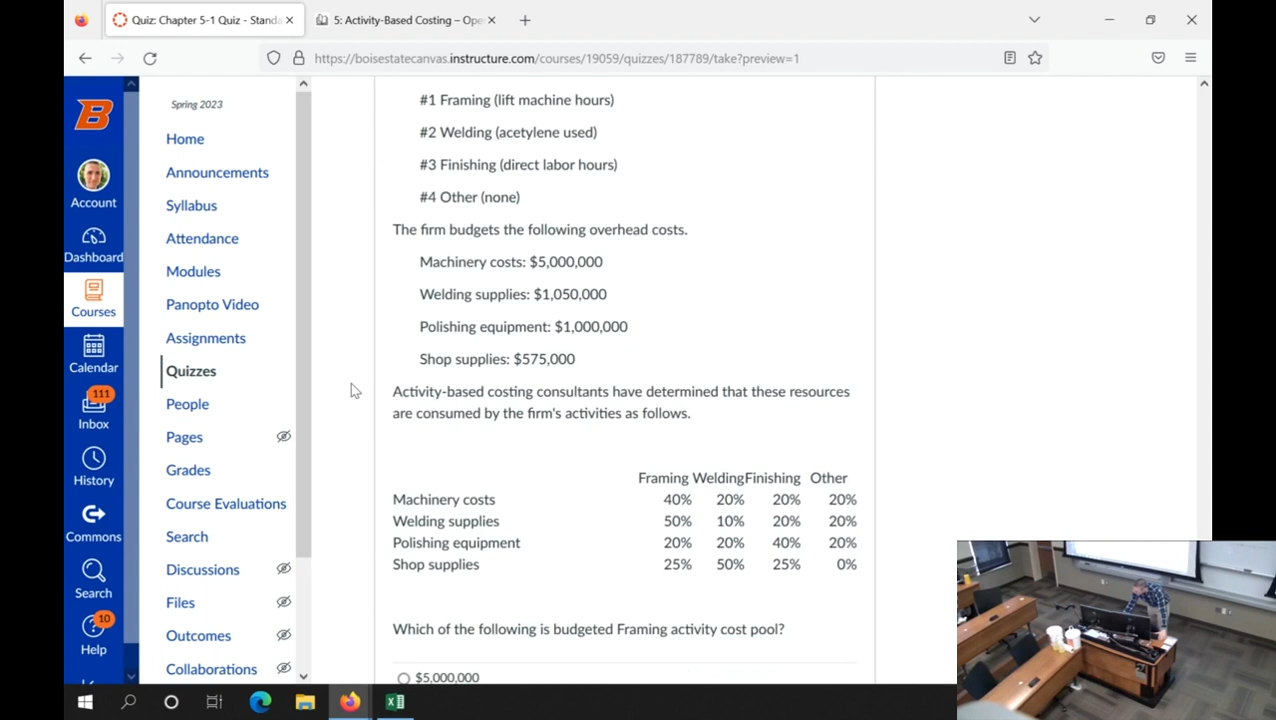 Quiz: Chapter 5-1 Quiz - Standa
5: Activity-Based Costing – Ope
https://boisestatecanvas.instructure.com/courses/19059/quizzes/187789/take?preview=1
B
Account
Dashboard
Courses
Calendar
111
Inbox
History
Commons
Search
10
Help
Spring 2023
Home
Announcements
Syllabus
Attendance
Modules
Panopto Video
Assignments
Quizzes
People
Pages
Grades
Course Evaluations
Search
Discussions
Files
Outcomes
Collaborations
#1 Framing (lift machine hours)
#2 Welding (acetylene used)
#3 Finishing (direct labor hours)
#4 Other (none)
The firm budgets the following overhead costs.
Machinery costs: $5,000,000
Welding supplies: $1,050,000
Polishing equipment: $1,000,000
Shop supplies: $575,000
Activity-based costing consultants have determined that these resources
are consumed by the firm's activities as follows.
Framing Welding Finishing Other
Machinery costs 40% 20% 20% 20%
Welding supplies 50% 10% 20% 20%
Polishing equipment 20% 20% 40% 20%
Shop supplies 25% 50% 25% 0%
Which of the following is budgeted Framing activity cost pool?
$5,000,000